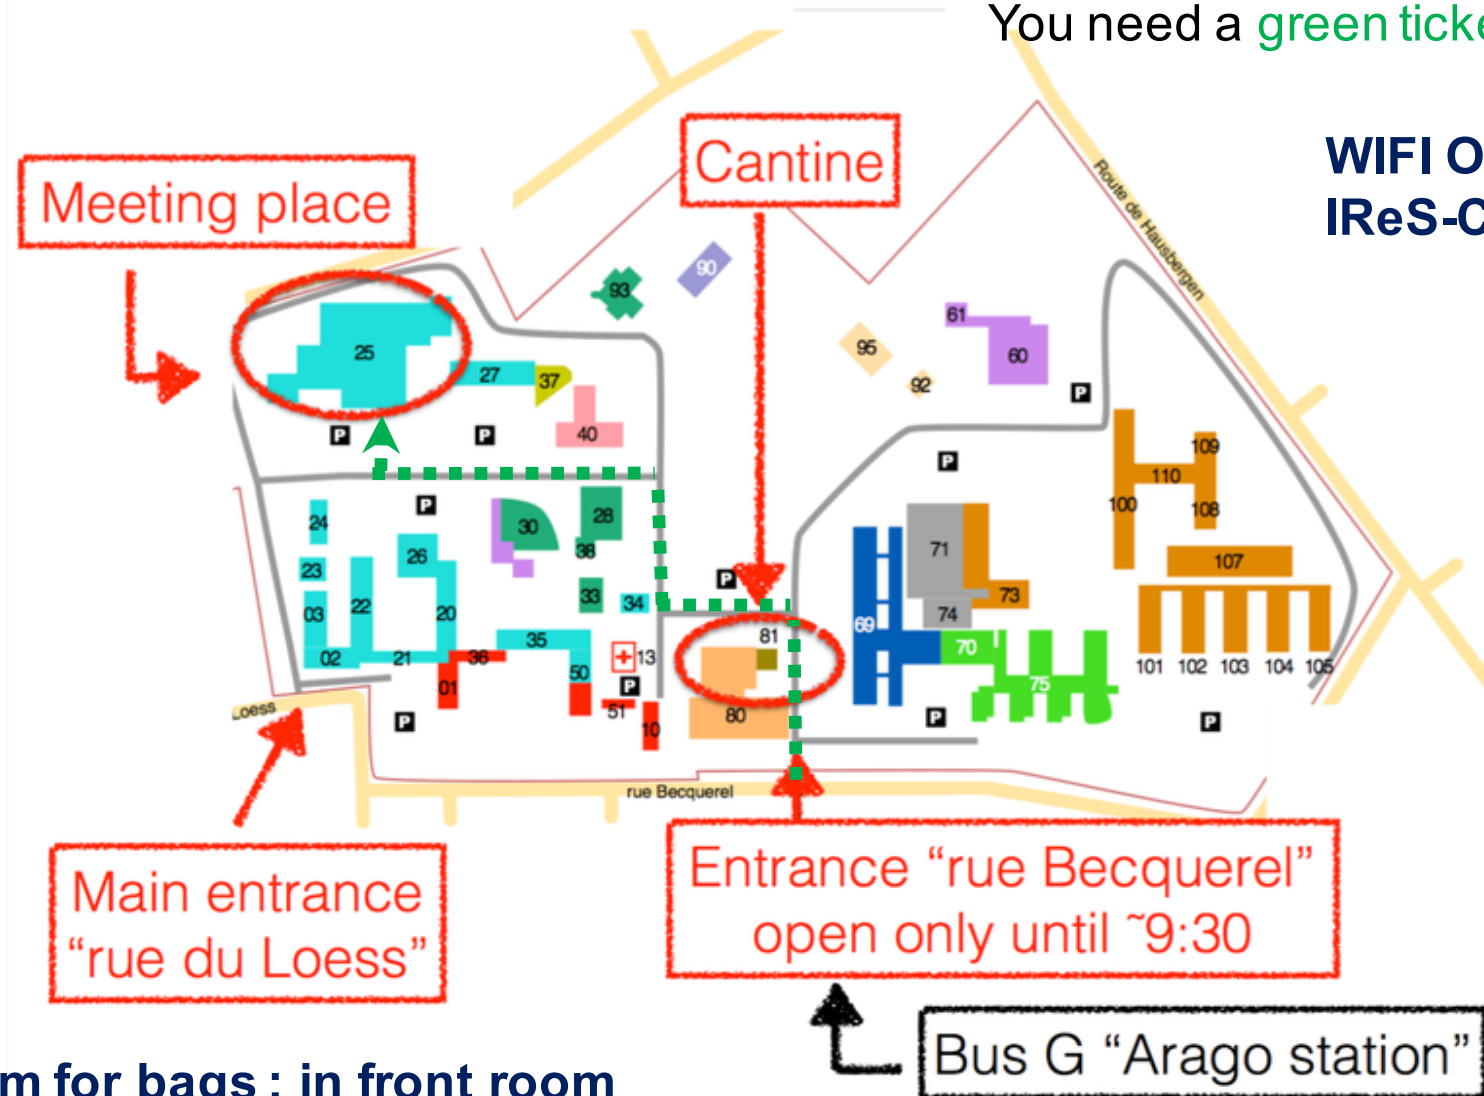 You need a green ticke
WIFI O
IReS-C
Cantine
Meeting place
Route de Hausbergen
90
93
61
60
95
92
25
27
37
40
P
P
P
P
109
110
100
108
107
24
26
30
28
38
23
03
22
20
33
34
35
02
21
36
01
50
13
51
10
P
P
P
P
81
80
71
73
74
69
70
75
101 102 103 104 105
P
P
Loess
rue Becquerel
Main entrance
“rue du Loess”
Entrance “rue Becquerel”
open only until ~9:30
Bus G “Arago station”
m for bags : in front room